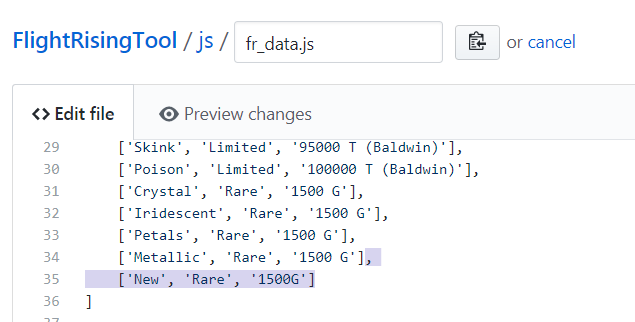 FlightRisingTool / js / fr_data.js or cancel
<> Edit file Preview changes
29 ['Skink', 'Limited', '95000 T (Baldwin)'],
30 ['Poison', 'Limited', '100000 T (Baldwin)'],
31 ['Crystal', 'Rare', '1500 G'],
32 ['Iridescent', 'Rare', '1500 G'],
33 ['Petals', 'Rare', '1500 G'],
34 ['Metallic', 'Rare', '1500 G'],
35 ['New', 'Rare', '1500G']
36 ]